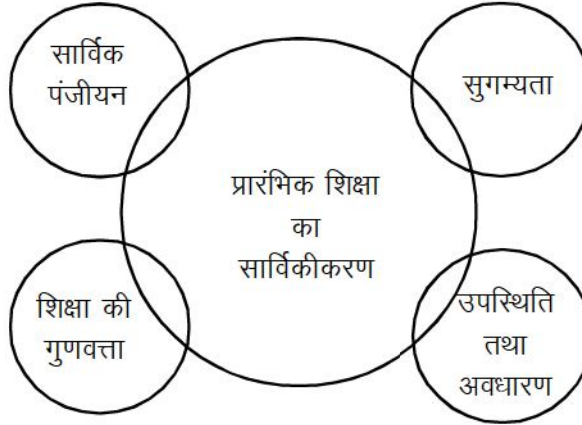 सार्विक
पंजीयन
सुगम्यता
प्रारंभिक शिक्षा
का
सार्विकीकरण
शिक्षा की
गुणवत्ता
उपस्थिति
तथा
अवधारण